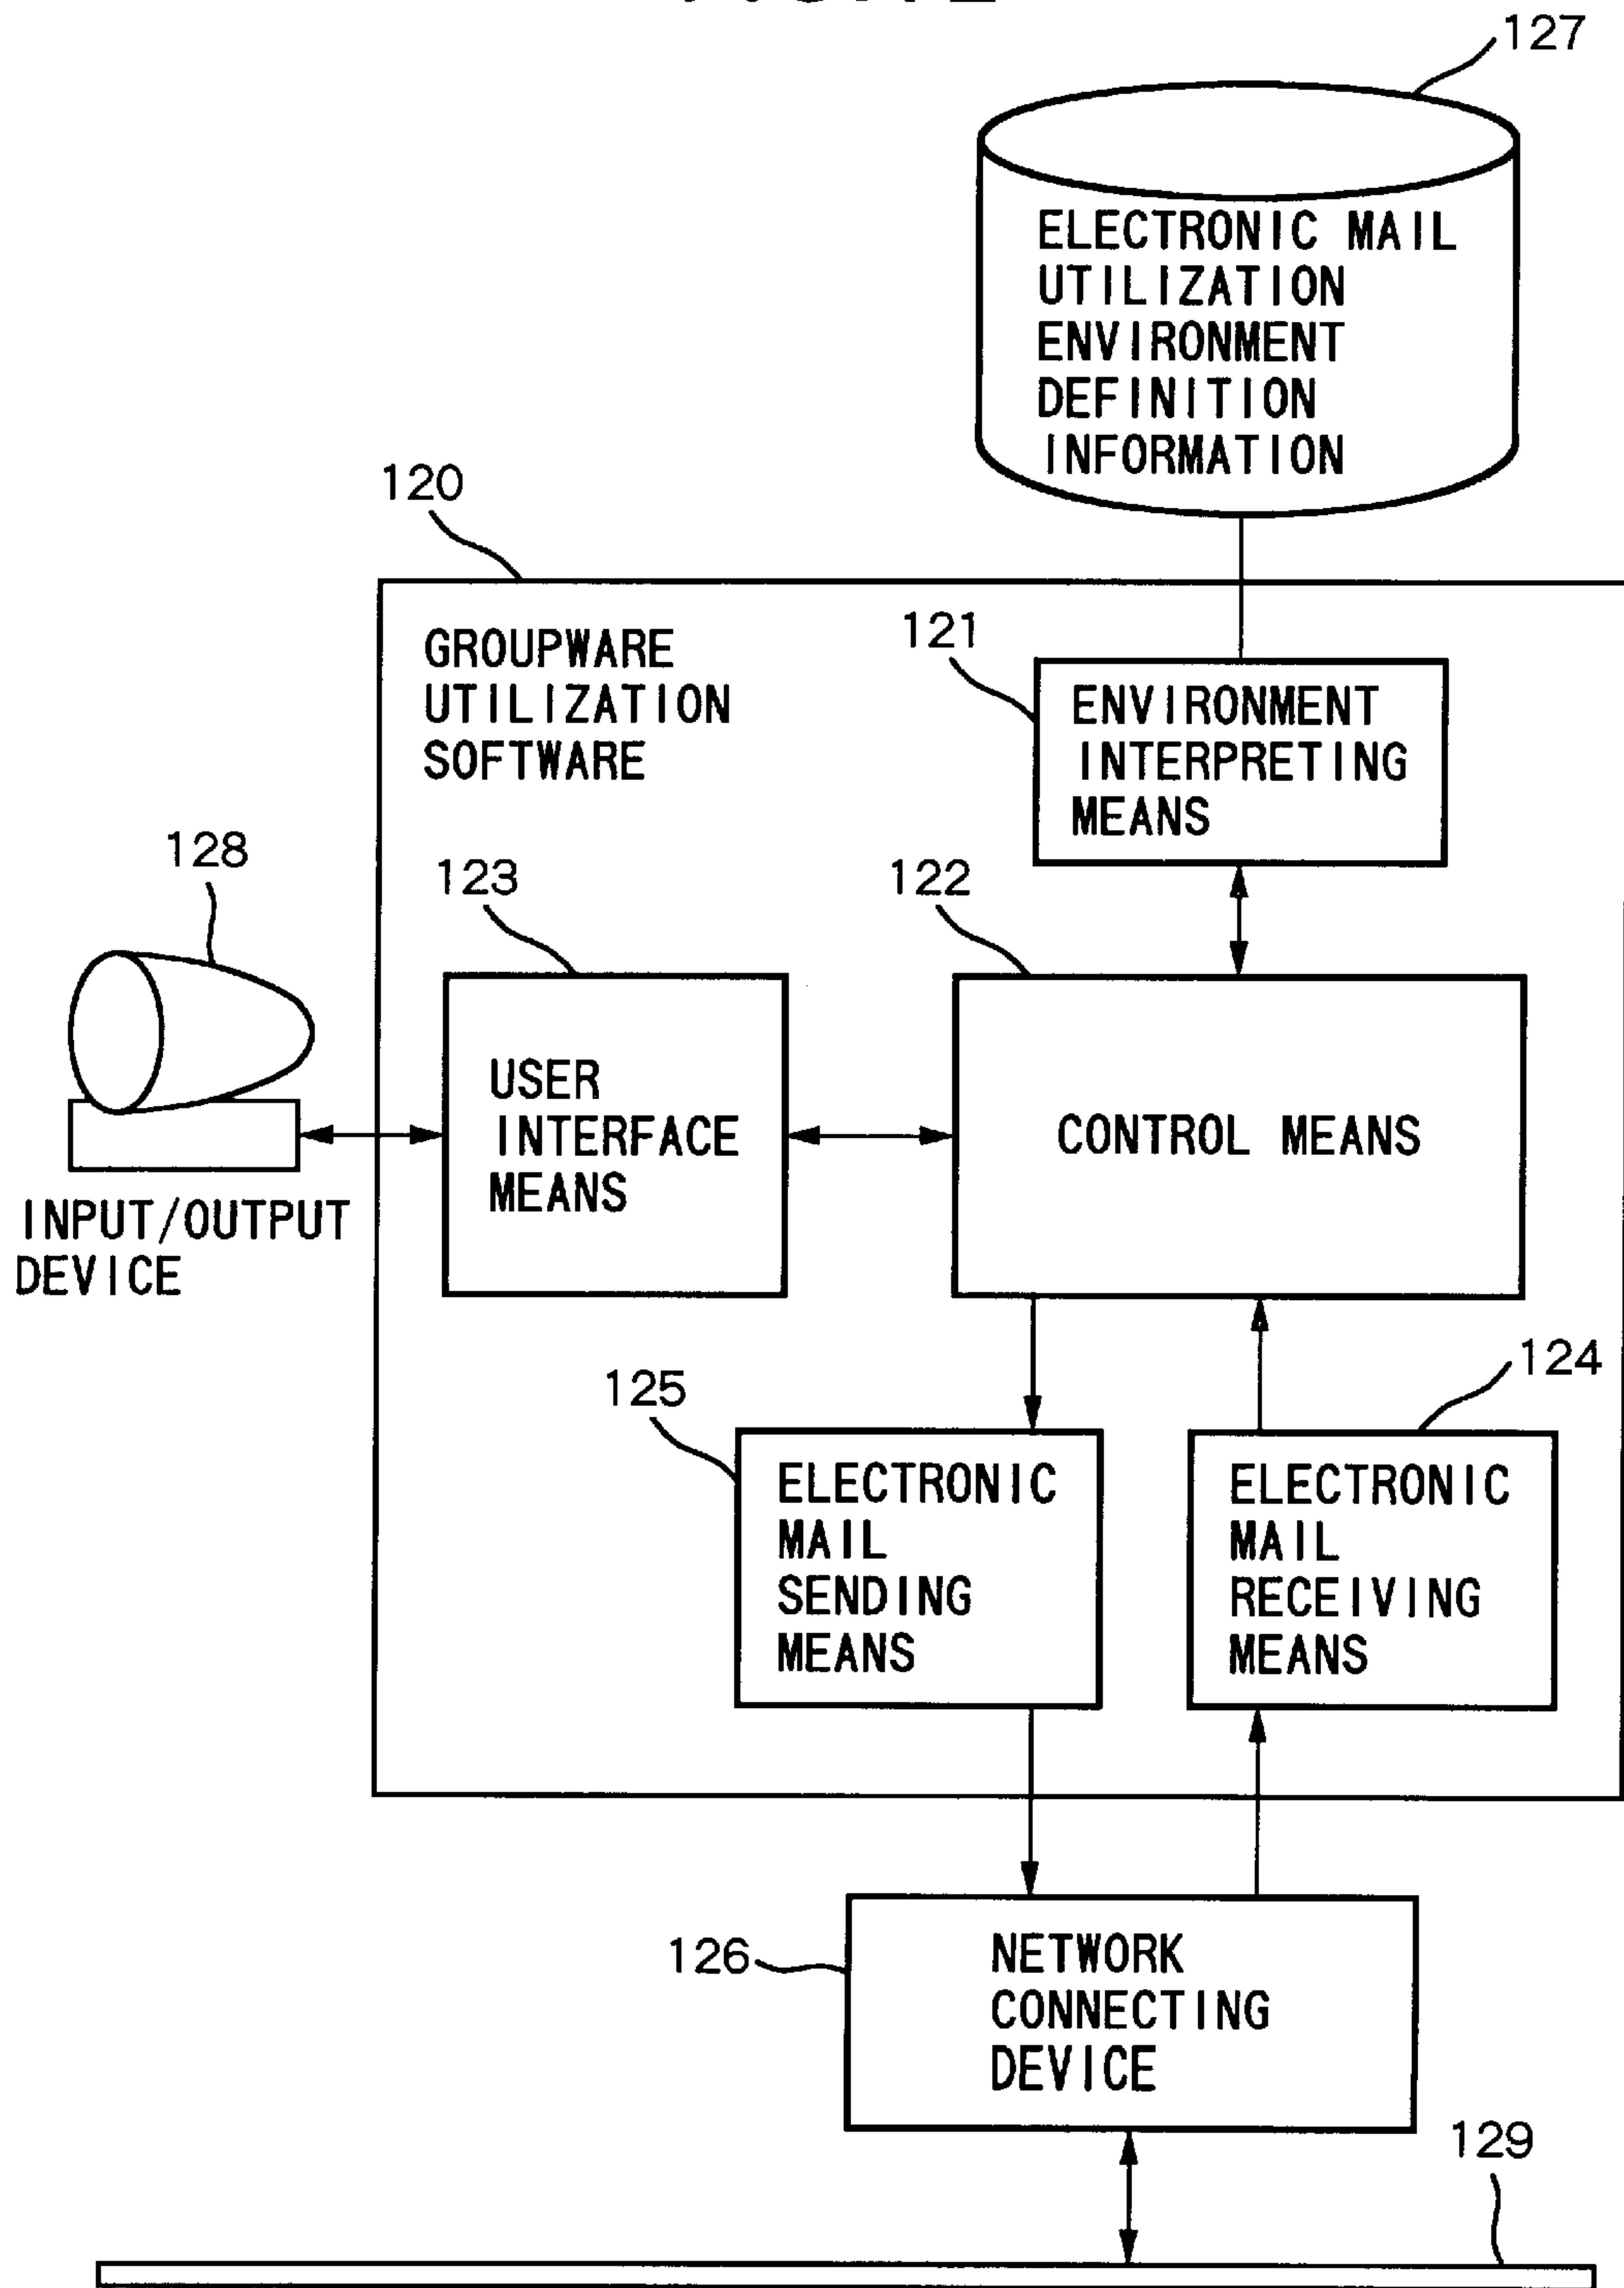 127
ELECTRONIC MAIL
UTILIZATION
ENVIRONMENT
DEFINITION
INFORMATION
120
GROUPWARE
UTILIZATION
SOFTWARE
121
ENVIRONMENT
INTERPRETING
MEANS
128
123
122
USER
INTERFACE
MEANS
CONTROL MEANS
INPUT/OUTPUT
DEVICE
125
124
ELECTRONIC
MAIL
SENDING
MEANS
ELECTRONIC
MAIL
RECEIVING
MEANS
126
NETWORK
CONNECTING
DEVICE
129